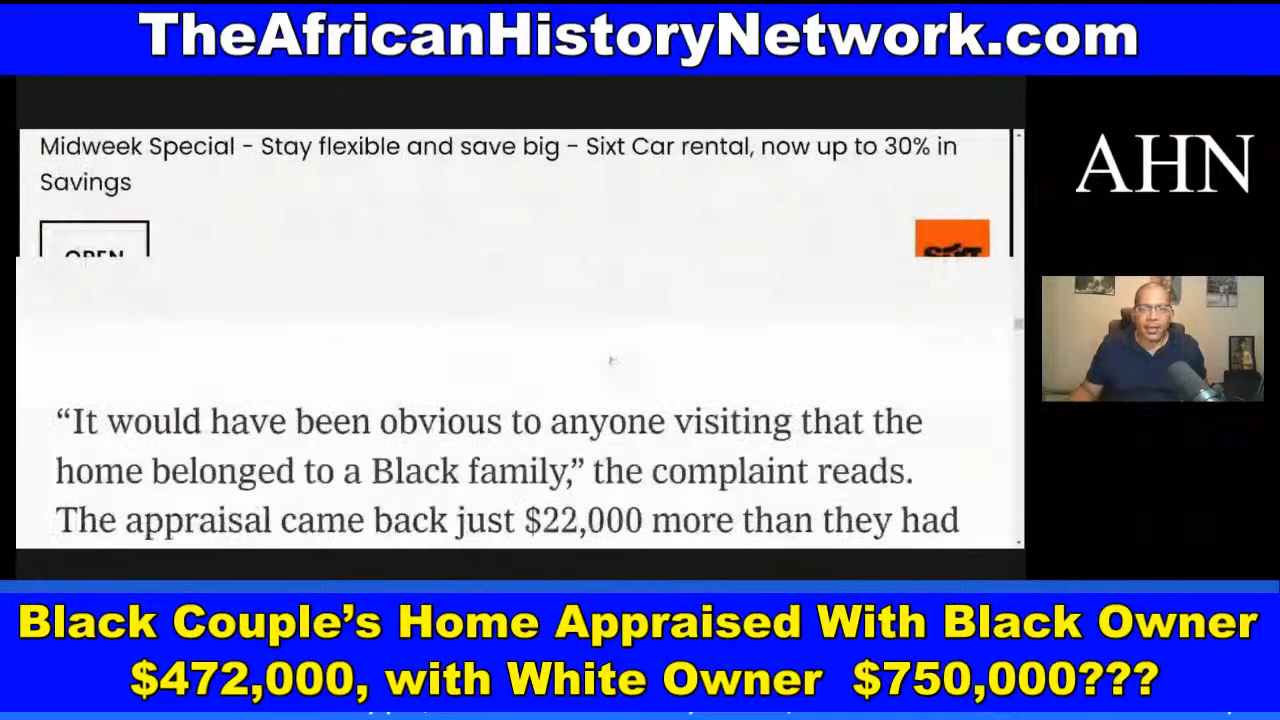 TheAfricanHistoryNetwork.com
Midweek Special - Stay flexible and save big - Sixt Car rental, now up to 30% in
Savings
OPEN
SIXT
AHN
“It would have been obvious to anyone visiting that the
home belonged to a Black family,” the complaint reads.
The appraisal came back just $22,000 more than they had
Black Couple’s Home Appraised With Black Owner
$472,000, with White Owner $750,000???